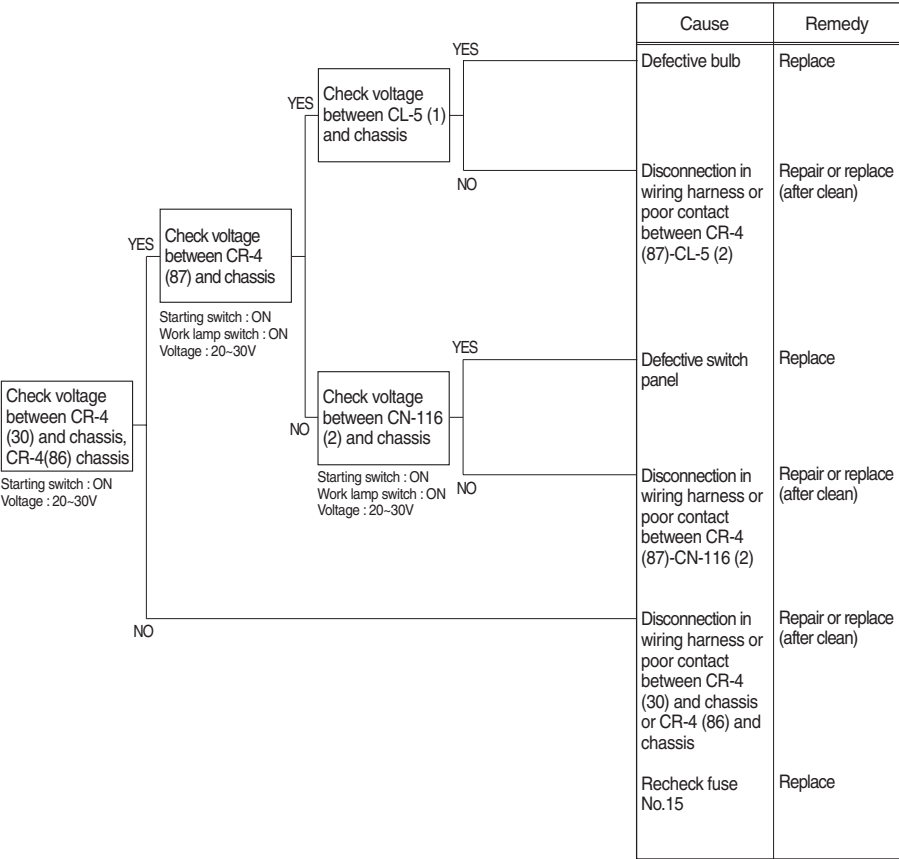 Cause
Remedy
YES
Defective bulb
Replace
YES
Check voltage
between CL-5 (1)
and chassis
NO
Disconnection in
wiring harness or
poor contact
between CR-4
(87)-CL-5 (2)
Repair or replace
(after clean)
YES
Check voltage
between CR-4
(87) and chassis
Starting switch : ON
Work lamp switch : ON
Voltage : 20~30V
YES
Defective switch
panel
Replace
Check voltage
between CR-4
(30) and chassis,
CR-4(86) chassis
Starting switch : ON
Voltage : 20~30V
NO
Check voltage
between CN-116
(2) and chassis
Starting switch : ON
Work lamp switch : ON
Voltage : 20~30V
NO
Disconnection in
wiring harness or
poor contact
between CR-4
(87)-CN-116 (2)
Repair or replace
(after clean)
NO
Disconnection in
wiring harness or
poor contact
between CR-4
(30) and chassis
or CR-4 (86) and
chassis
Repair or replace
(after clean)
Recheck fuse
No.15
Replace